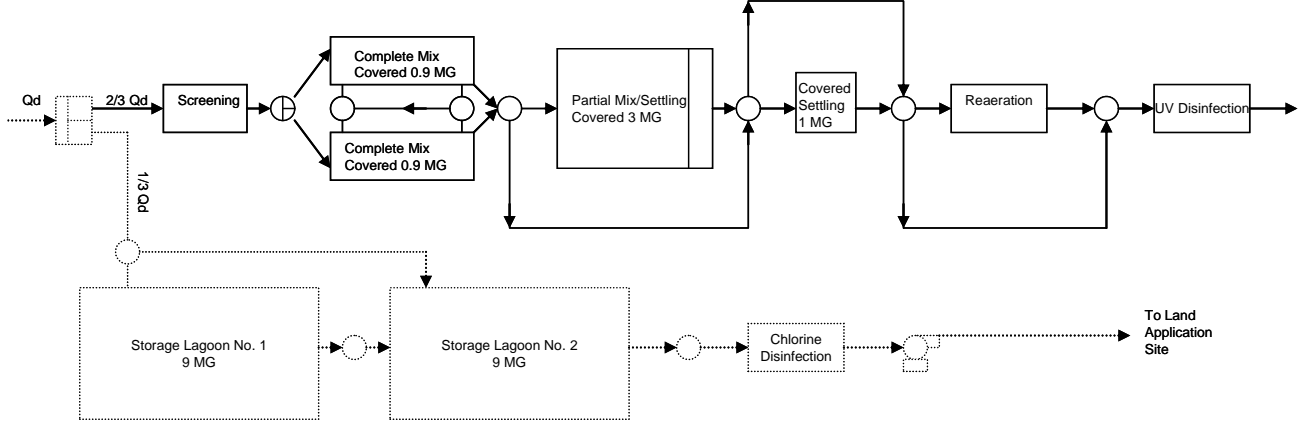 Qd
2/3 Qd
1/3 Qd
Screening
Complete Mix
Covered 0.9 MG
Complete Mix
Covered 0.9 MG
Partial Mix/Settling
Covered 3 MG
Covered
Settling
1 MG
Reaeration
UV Disinfection
Storage Lagoon No. 1
9 MG
Storage Lagoon No. 2
9 MG
Chlorine
Disinfection
To Land
Application
Site